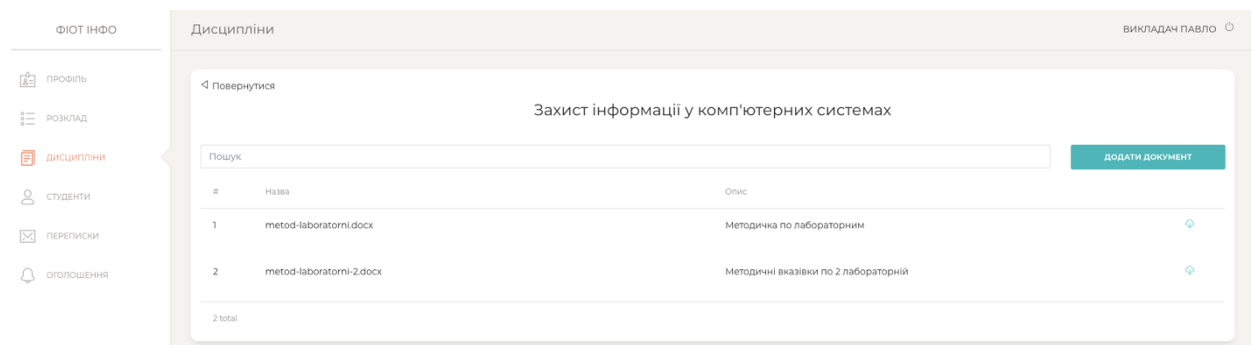 ФІОТ ІНФО
ПРОФІЛЬ
РОЗКЛАД
ДИСЦИПЛІНИ
СТУДЕНТИ
ПЕРЕПИСКИ
ОГОЛОШЕННЯ
Дисципліни
ВИКЛАДАЧ ПАВЛО
Повернутися
Захист інформації у комп'ютерних системах
Пошук
ДОДАТИ ДОКУМЕНТ
# Назва Опис
1 metod-laboratorni.docx Методичка по лабораторним
2 metod-laboratorni-2.docx Методичні вказівки по 2 лабораторній
2 total